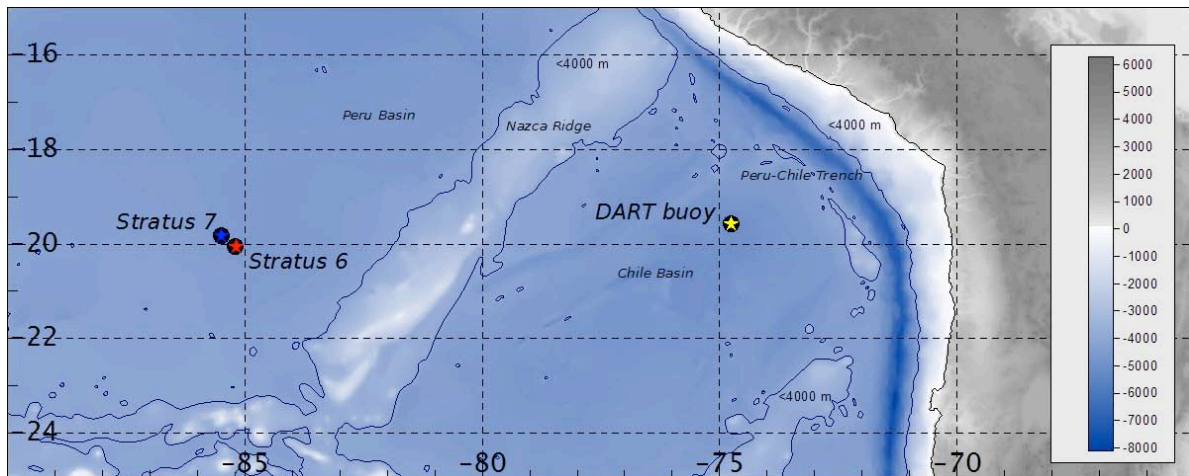 -16
-18
-20
-22
-24
-85
-80
-75
-70
<4000 m
Peru Basin
Nazca Ridge
<4000 m
Peru-Chile Trench
DART buoy
Stratus 7
Stratus 6
Chile Basin
<4000 m
6000
5000
4000
3000
2000
1000
0
-1000
-2000
-3000
-4000
-5000
-6000
-7000
-8000